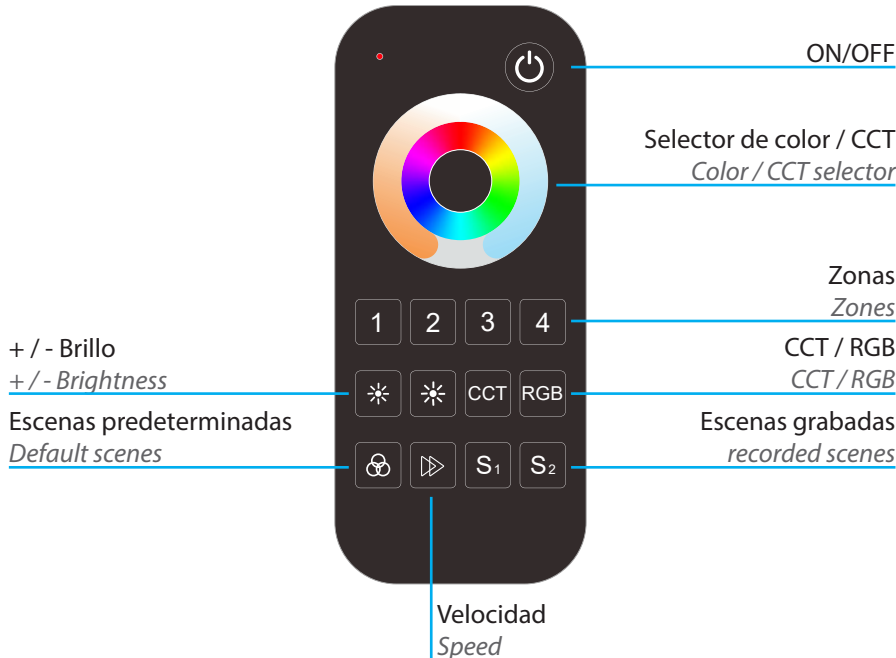 ON/OFF
Selector de color / CCT
Color / CCT selector
Zonas
Zones
1 2 3 4
+ / - Brillo
+ / - Brightness
CCT / RGB
CCT / RGB
CCT RGB
Escenas predeterminadas
Default scenes
Escenas grabadas
recorded scenes
S1 S2
Velocidad
Speed